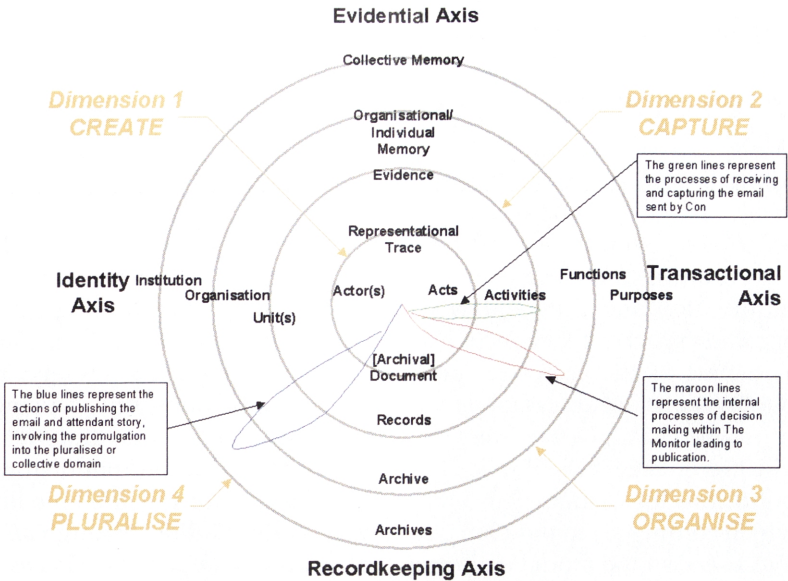 Evidential Axis
Collective Memory
Dimension 1
CREATE
Dimension 2
CAPTURE
Organisational/
Individual
Memory
Evidence
The green lines represent
the processes of receiving
and capturing the email
sent by Con
Representational
Trace
Identity
Axis
Institution
Organisation
Unit(s)
Actor(s)
Acts
Activities
Functions
Purposes
Transactional
Axis
[Archival]
Document
The blue lines represent the
actions of publishing the
email and attendant story,
involving the promulgation
into the pluralised or
collective domain
The maroon lines
represent the internal
processes of decision
making within The
Monitor leading to
publication.
Records
Archive
Dimension 4
PLURALISE
Dimension 3
ORGANISE
Archives
Recordkeeping Axis